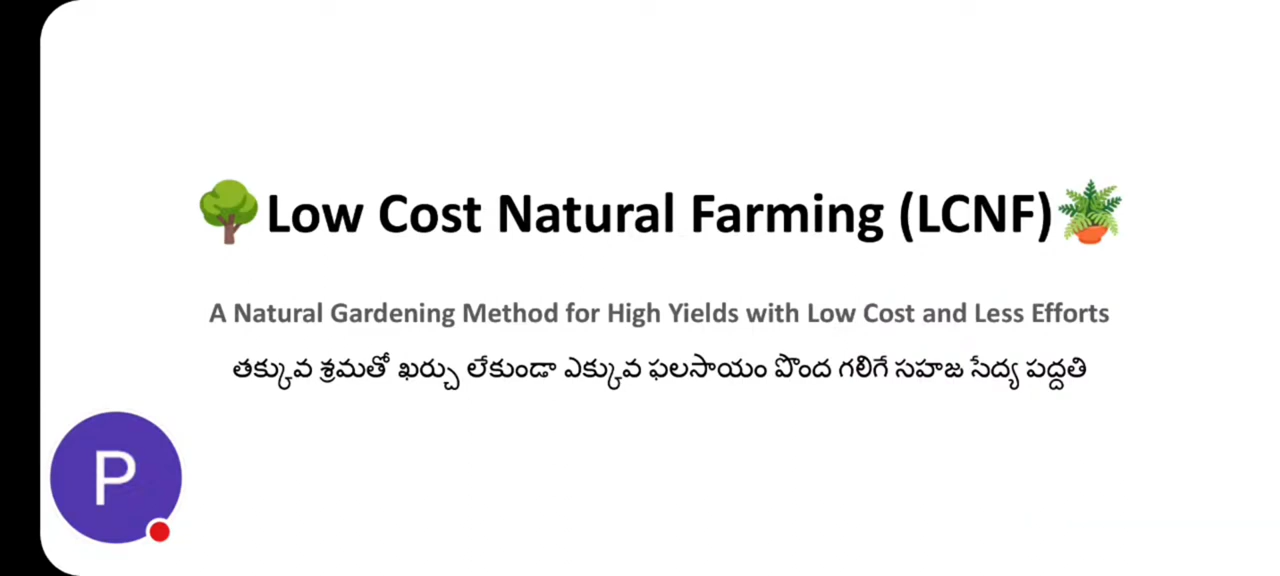 🌳Low Cost Natural Farming (LCNF)🪴
A Natural Gardening Method for High Yields with Low Cost and Less Efforts
తక్కువ శ్రమతో ఖర్చు లేకుండా ఎక్కువ ఫలసాయం పొంద గలిగే సహజ సేద్య పద్దతి
P